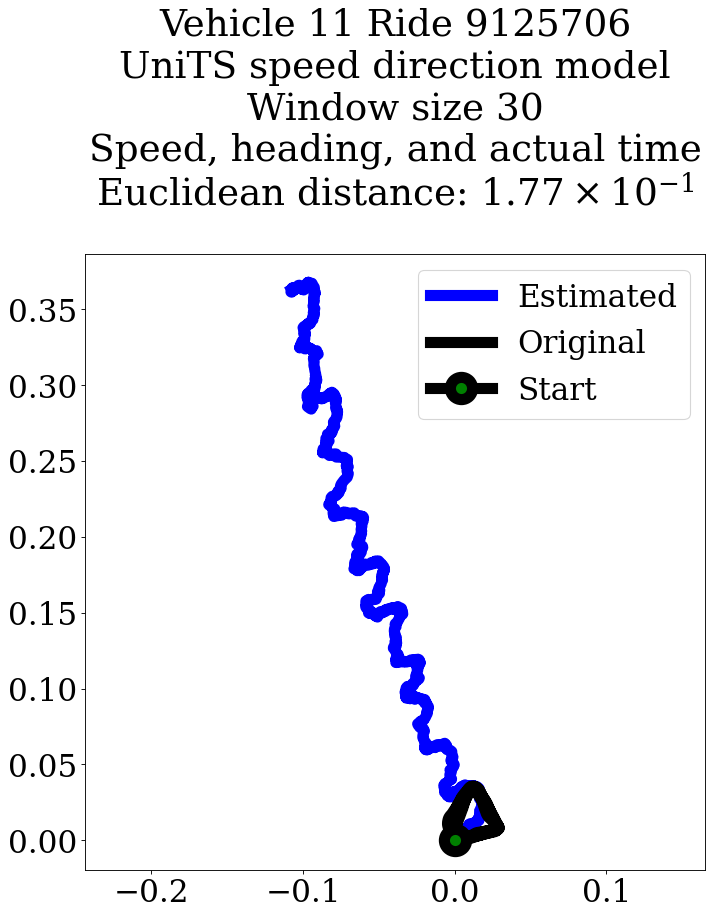 Vehicle 11 Ride 9125706
UniTS speed direction model
Window size 30
Speed, heading, and actual time
Euclidean distance: 1.77 × 10⁻¹
Estimated
Original
Start
0.35
0.30
0.25
0.20
0.15
0.10
0.05
0.00
−0.2
−0.1
0.0
0.1